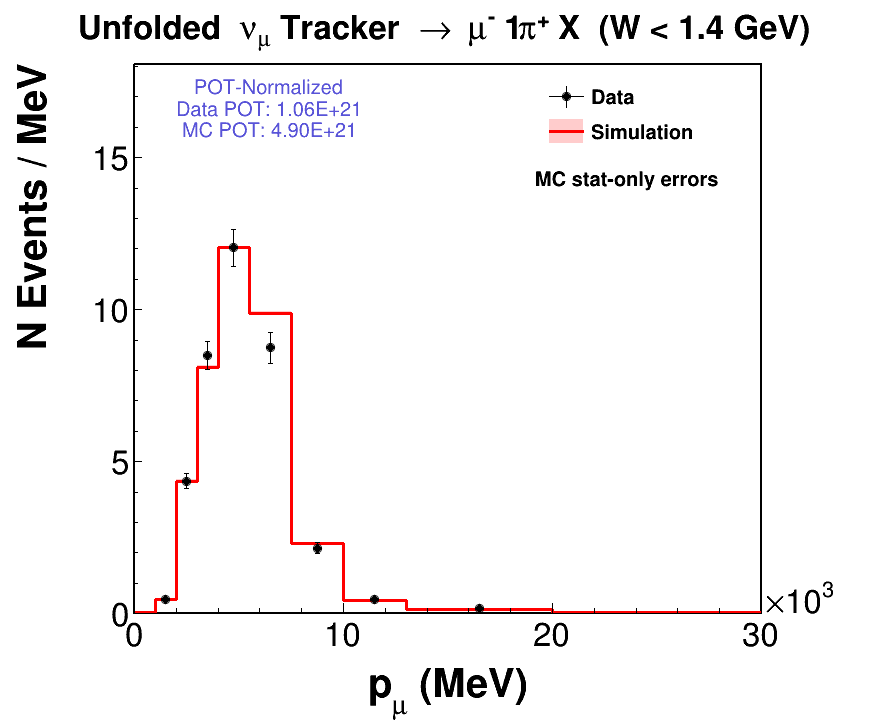 Unfolded ν_μ Tracker → μ⁻ 1π⁺ X (W < 1.4 GeV)
POT-Normalized
Data POT: 1.06E+21
MC POT: 4.90E+21
Data
Simulation
MC stat-only errors
N Events / MeV
15
10
5
0
0 10 20 30
×10³
p_μ (MeV)